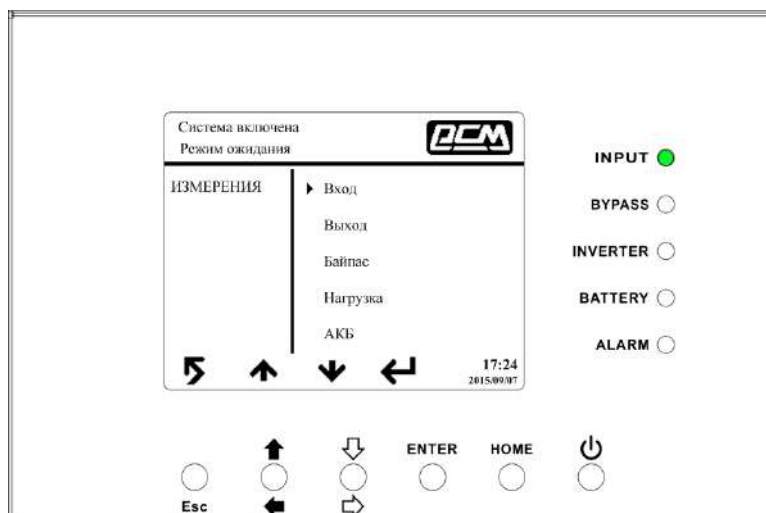 Система включена
Режим ожидания
PCM
INPUT
ИЗМЕРЕНИЯ
Вход
BYPASS
Выход
INVERTER
Байпас
Нагрузка
BATTERY
АКБ
ALARM
17:24
2015/09/07
ENTER
HOME
Esc